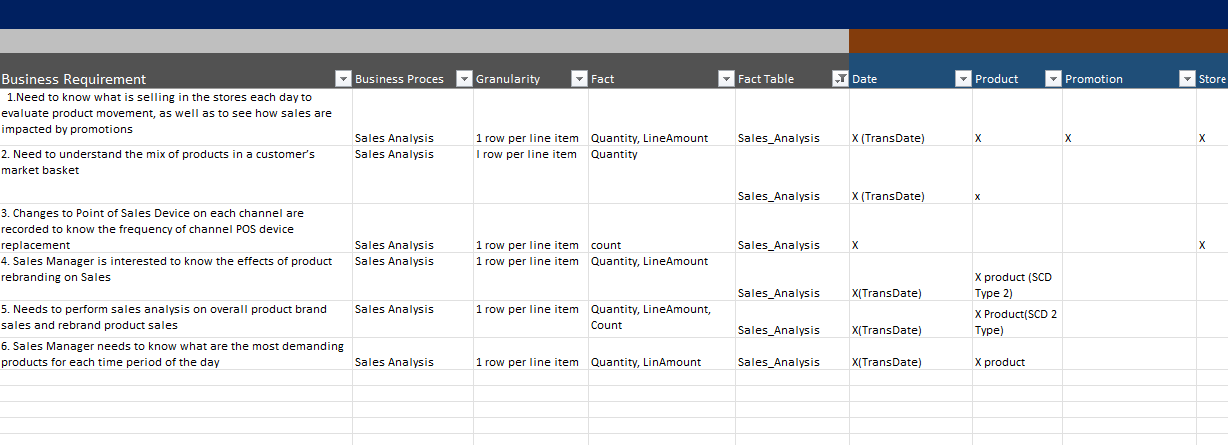 Business Requirement Business Proces Granularity Fact Fact Table Date Product Promotion Store
1.Need to know what is selling in the stores each day to
evaluate product movement, as well as to see how sales are
impacted by promotions
Sales Analysis 1 row per line item Quantity, LineAmount Sales_Analysis X (TransDate) X X X
2. Need to understand the mix of products in a customer's
market basket
Sales Analysis I row per line item Quantity
Sales_Analysis X (TransDate) x
3. Changes to Point of Sales Device on each channel are
recorded to know the frequency of channel POS device
replacement
Sales Analysis 1 row per line item count Sales_Analysis X X
4. Sales Manager is interested to know the effects of product
rebranding on Sales
Sales Analysis 1 row per line item Quantity, LineAmount
Sales_Analysis X(TransDate)
X product (SCD
Type 2)
5. Needs to perform sales analysis on overall product brand
sales and rebrand product sales
Sales Analysis 1 row per line item
Quantity, LineAmount,
Count
Sales_Analysis X(TransDate)
X Product(SCD 2
Type)
6. Sales Manager needs to know what are the most demanding
products for each time period of the day
Sales Analysis 1 row per line item Quantity, LinAmount Sales_Analysis X(TransDate) X product